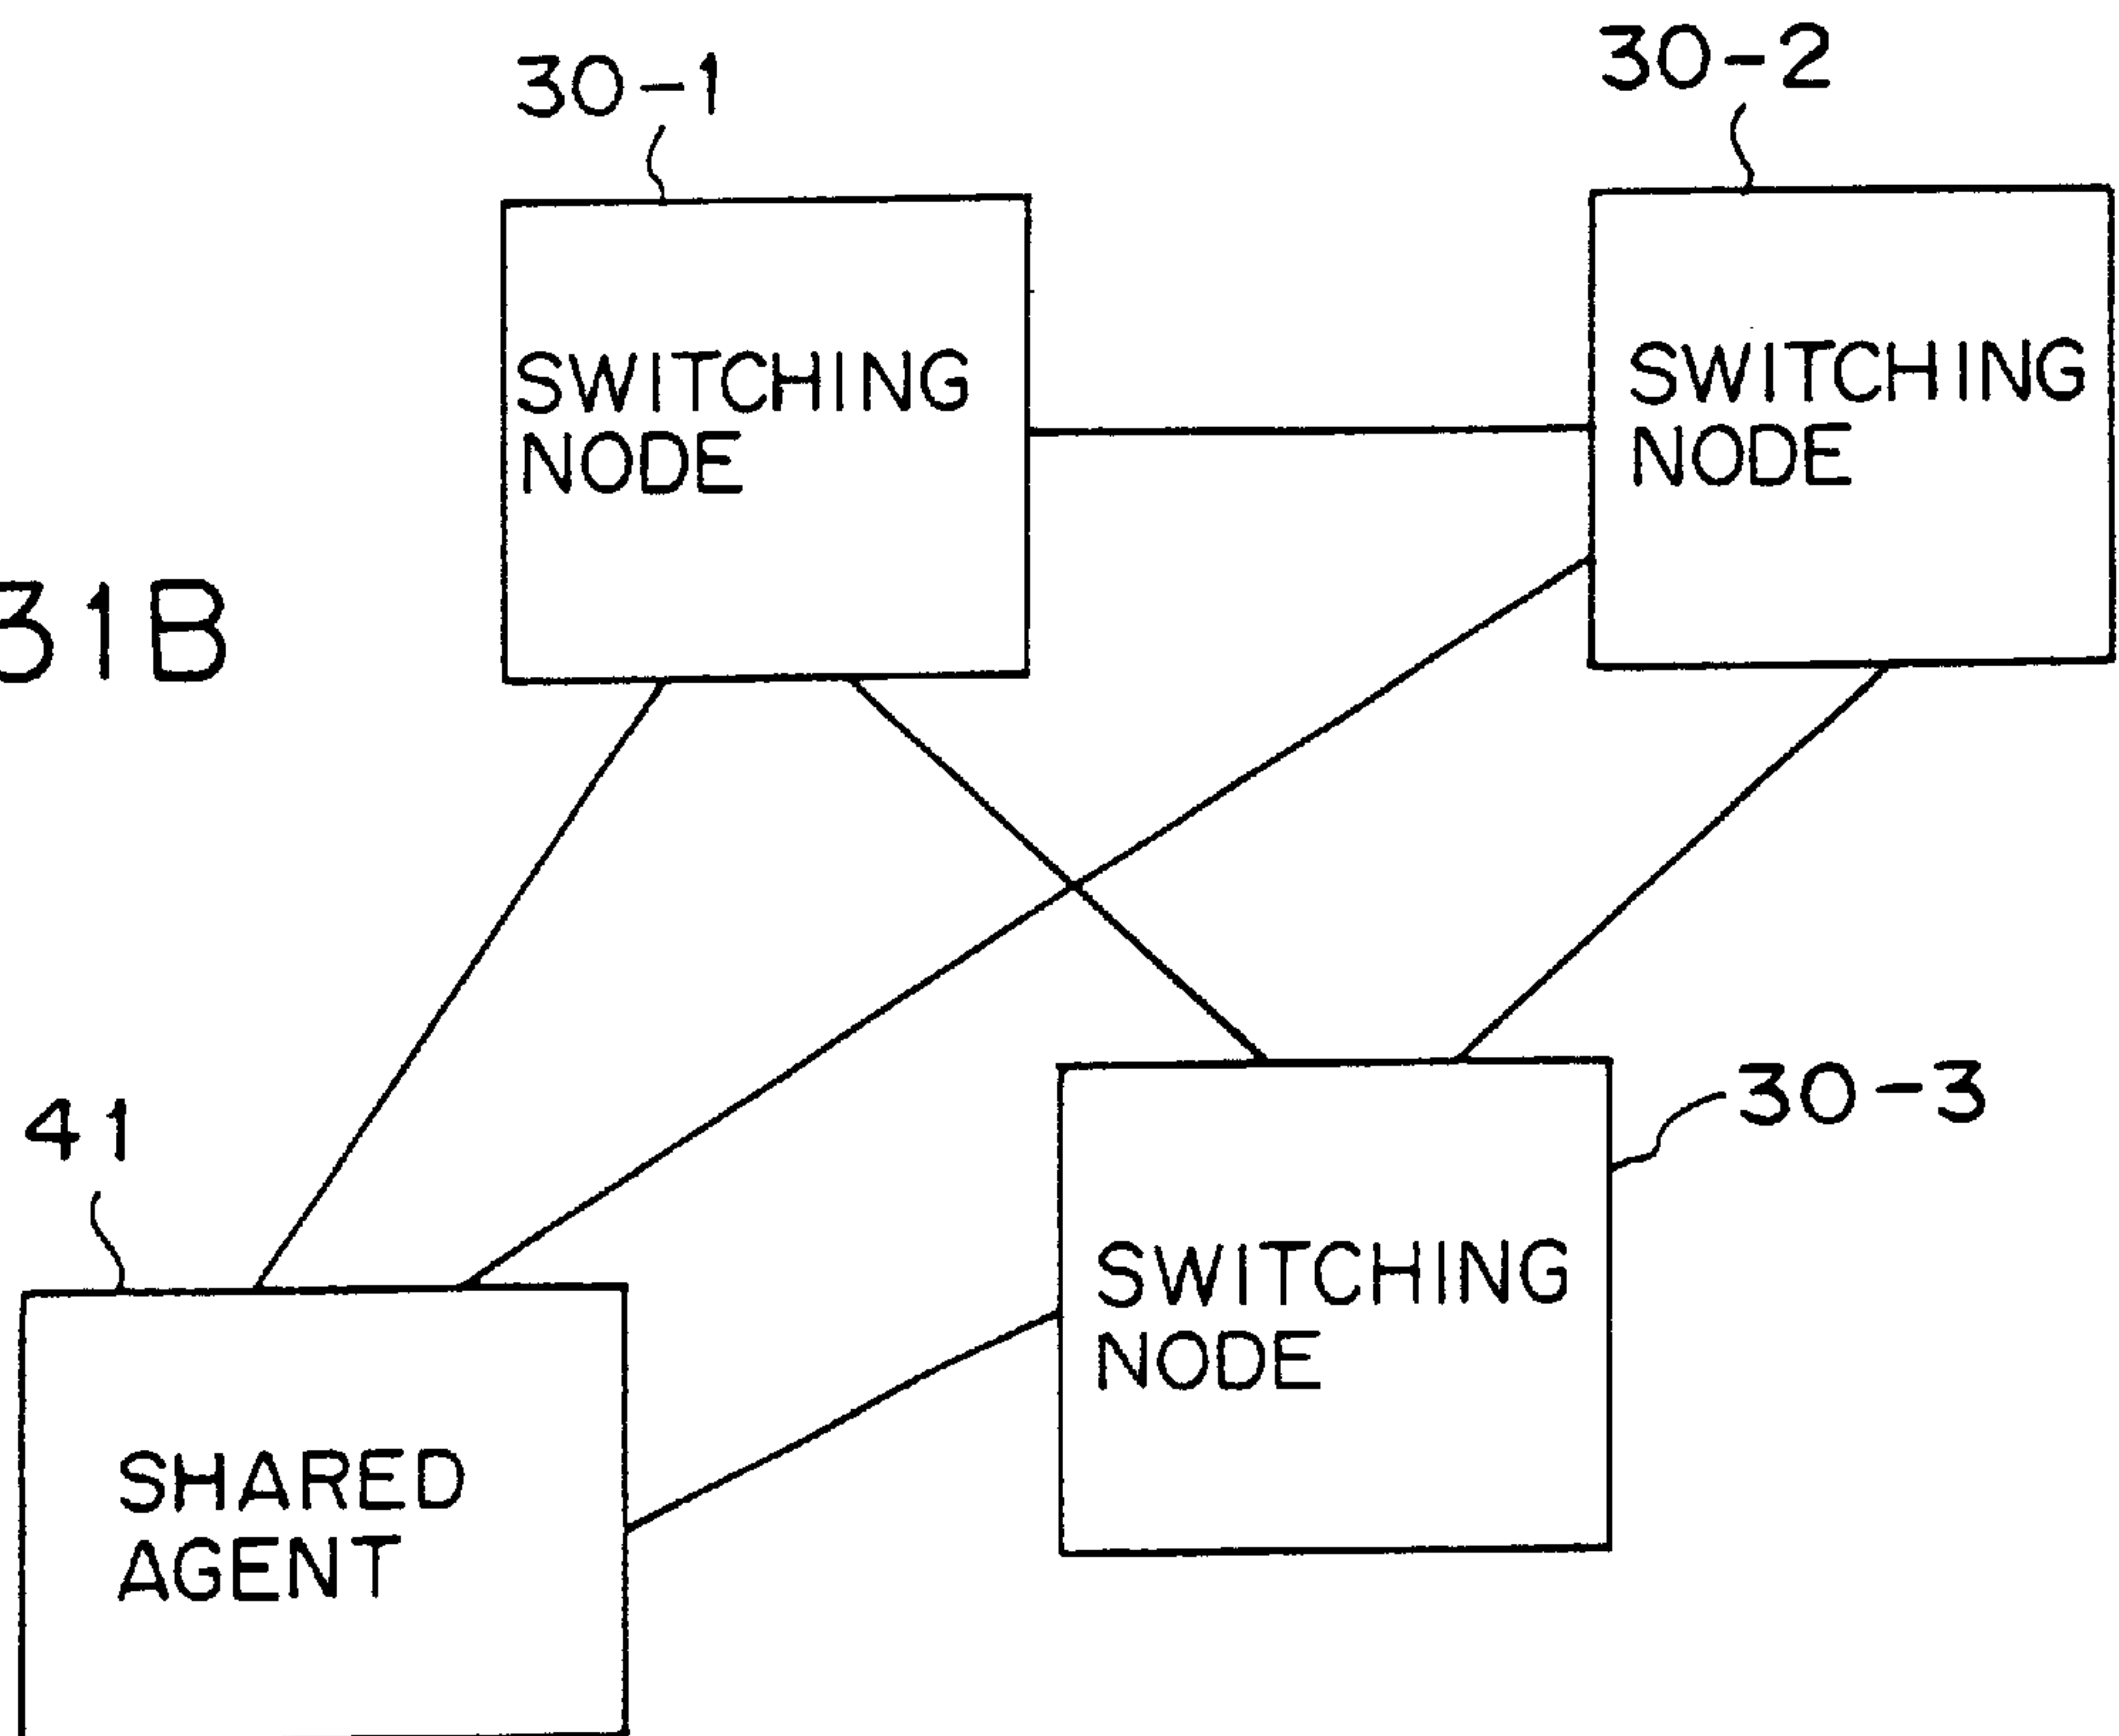 30-1
30-2
SWITCHING
NODE
SWITCHING
NODE
31B
41
30-3
SWITCHING
NODE
SHARED
AGENT